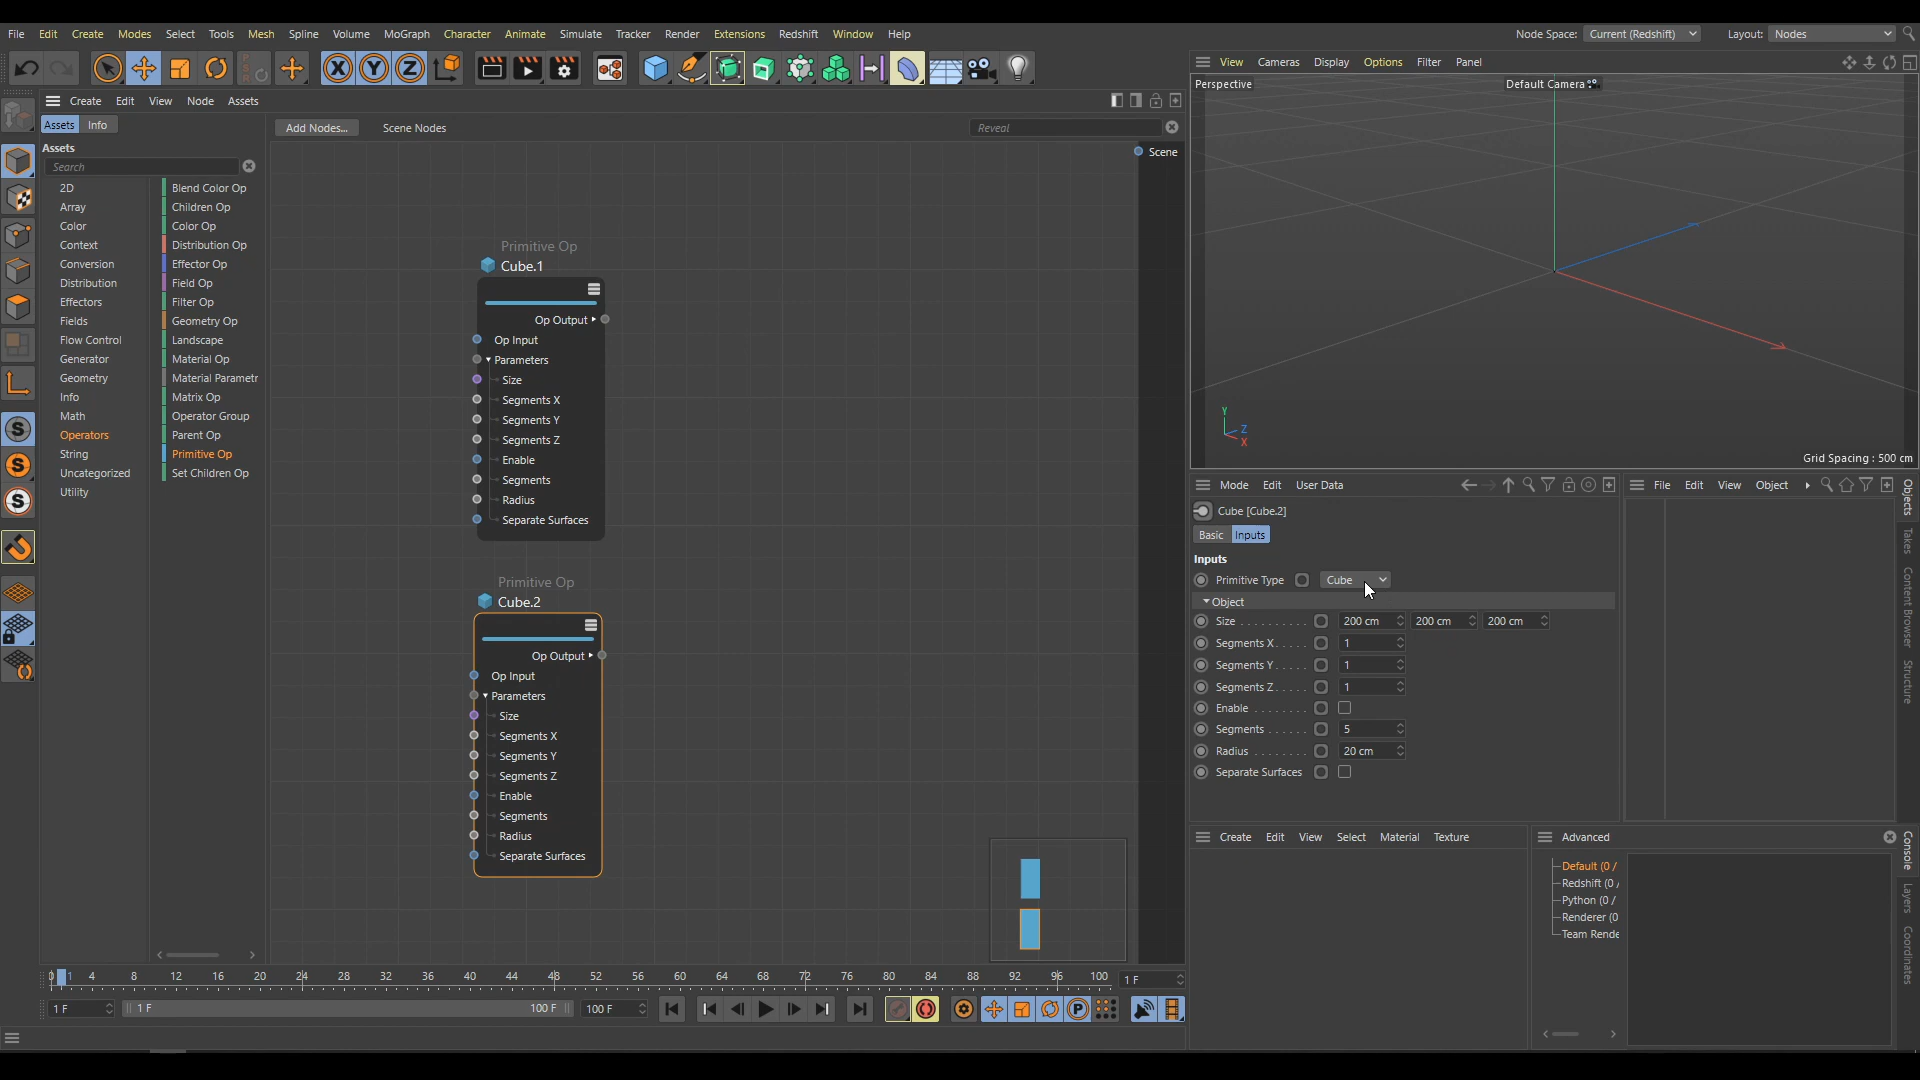 File Edit Create Modes Select Tools Mesh Spline Volume MoGraph Character Animate Simulate Tracker Render Redshift Extensions Window Help Node Space: Current (Redshift) Layout: Nodes
X Y Z
View Cameras Display Options Filter Panel
Perspective Default Camera
Y
Z
X
Grid Spacing : 500 cm
Create Edit View Node Assets
Assets Info
Add Nodes... Scene Nodes Reveal
Assets
Search
Scene
2D
Array
Color
Context
Conversion
Distribution
Effectors
Fields
Flow Control
Generator
Geometry
Info
Math
Operators
String
Uncategorized
Utility
Blend Color Op
Children Op
Color Op
Distribution Op
Effector Op
Field Op
Filter Op
Geometry Op
Landscape
Material Op
Material Parametr
Matrix Op
Operator Group
Parent Op
Primitive Op
Set Children Op
Primitive Op
Cube.1
Op Output
Op Input
Parameters
Size
Segments X
Segments Y
Segments Z
Enable
Segments
Radius
Separate Surfaces
Primitive Op
Cube.2
Op Output
Op Input
Parameters
Size
Segments X
Segments Y
Segments Z
Enable
Segments
Radius
Separate Surfaces
Mode Edit User Data
Cube [Cube.2]
Basic Inputs
Inputs
Primitive Type Cube
Object
Size 200 cm 200 cm 200 cm
Segments X 1
Segments Y 1
Segments Z 1
Enable
Segments 5
Radius 20 cm
Separate Surfaces
File Edit View Object
Objects
Takes
Content Browser
Structure
Create Edit View Select Material Texture
Advanced
Default (0 /
Redshift (0 /
Python (0 /
Renderer (0
Team Rende
Console
Layers
Coordinates
1 4 8 12 16 20 24 28 32 36 40 44 48 52 56 60 64 68 72 76 80 84 88 92 96 100 1 F
1 F 1 F 100 F 100 F